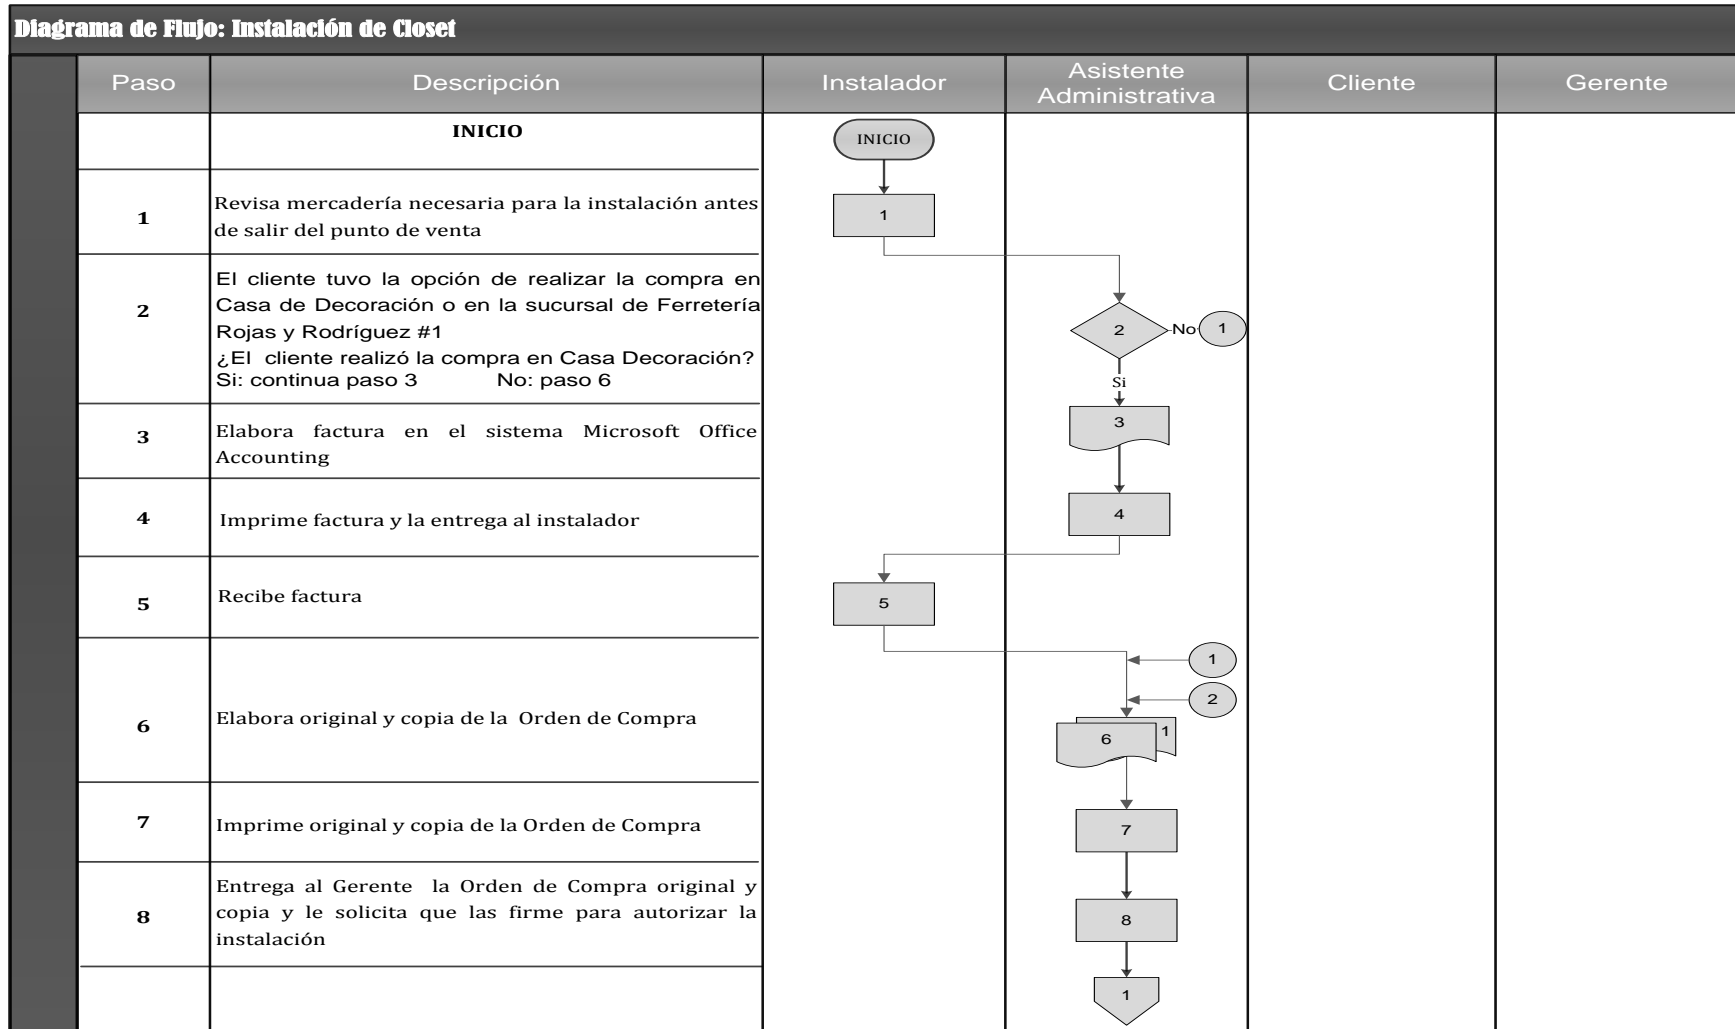 Diagrama de Flujo: Instalación de Closet
Paso
Descripción
Instalador
Asistente
Administrativa
Cliente
Gerente
INICIO
INICIO
1
Revisa mercadería necesaria para la instalación antes
de salir del punto de venta
1
2
El cliente tuvo la opción de realizar la compra en
Casa de Decoración o en la sucursal de Ferretería
Rojas y Rodríguez #1
¿El cliente realizó la compra en Casa Decoración?
Si: continua paso 3 No: paso 6
2
No
1
Si
3
Elabora factura en el sistema Microsoft Office
Accounting
3
4
Imprime factura y la entrega al instalador
4
5
Recibe factura
5
1
2
6
Elabora original y copia de la Orden de Compra
6
1
7
Imprime original y copia de la Orden de Compra
7
8
Entrega al Gerente la Orden de Compra original y
copia y le solicita que las firme para autorizar la
instalación
8
1